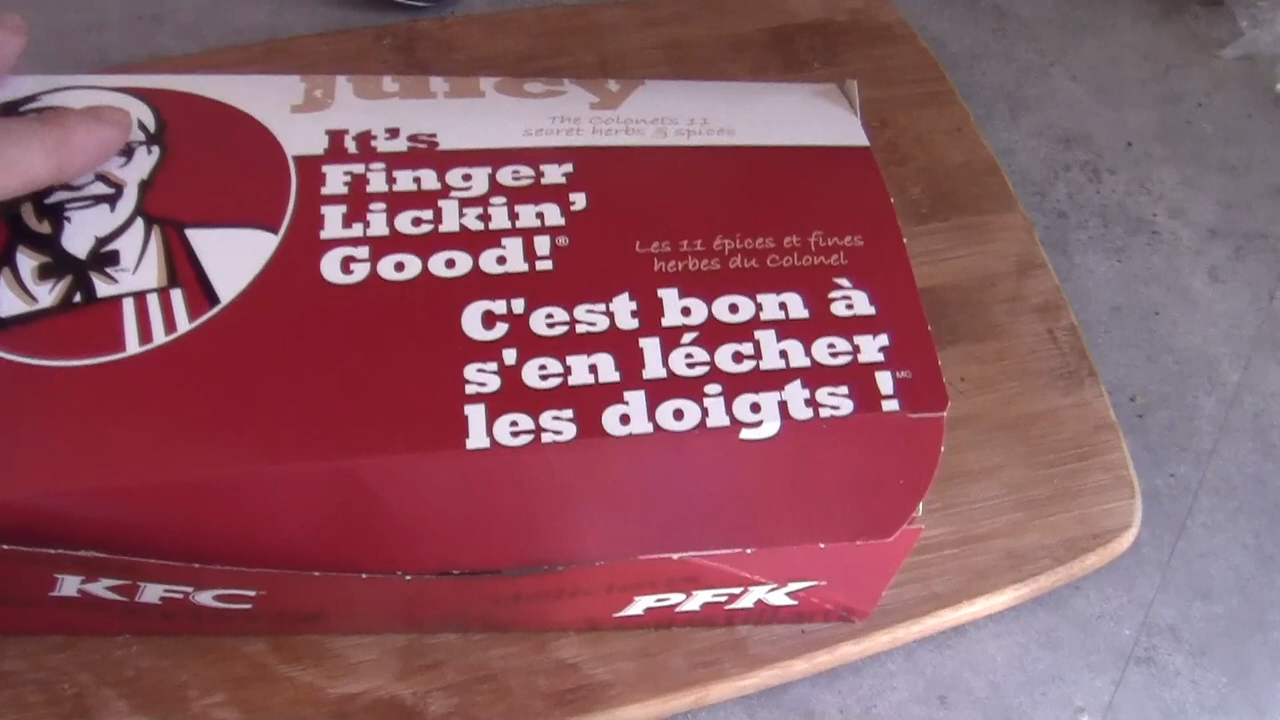 juicy
The Colonel's 11
secret herbs & spices
It's
Finger
Lickin'
Good!®
Les 11 épices et fines
herbes du Colonel
C'est bon à
s'en lécher
les doigts !MC
KFC
PFK